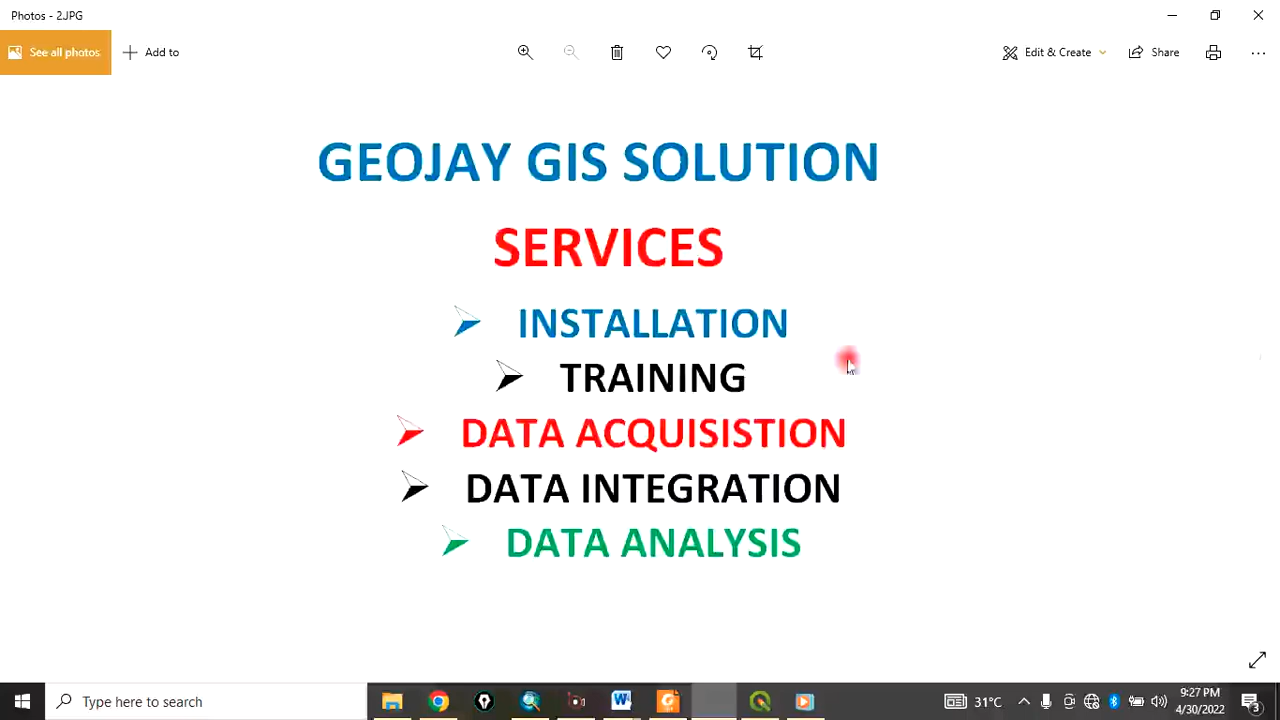 Photos - 2.JPG
See all photos
Add to
Edit & Create
Share
GEOJAY GIS SOLUTION
SERVICES
INSTALLATION
TRAINING
DATA ACQUISISTION
DATA INTEGRATION
DATA ANALYSIS
Type here to search
31°C
9:27 PM
4/30/2022
3